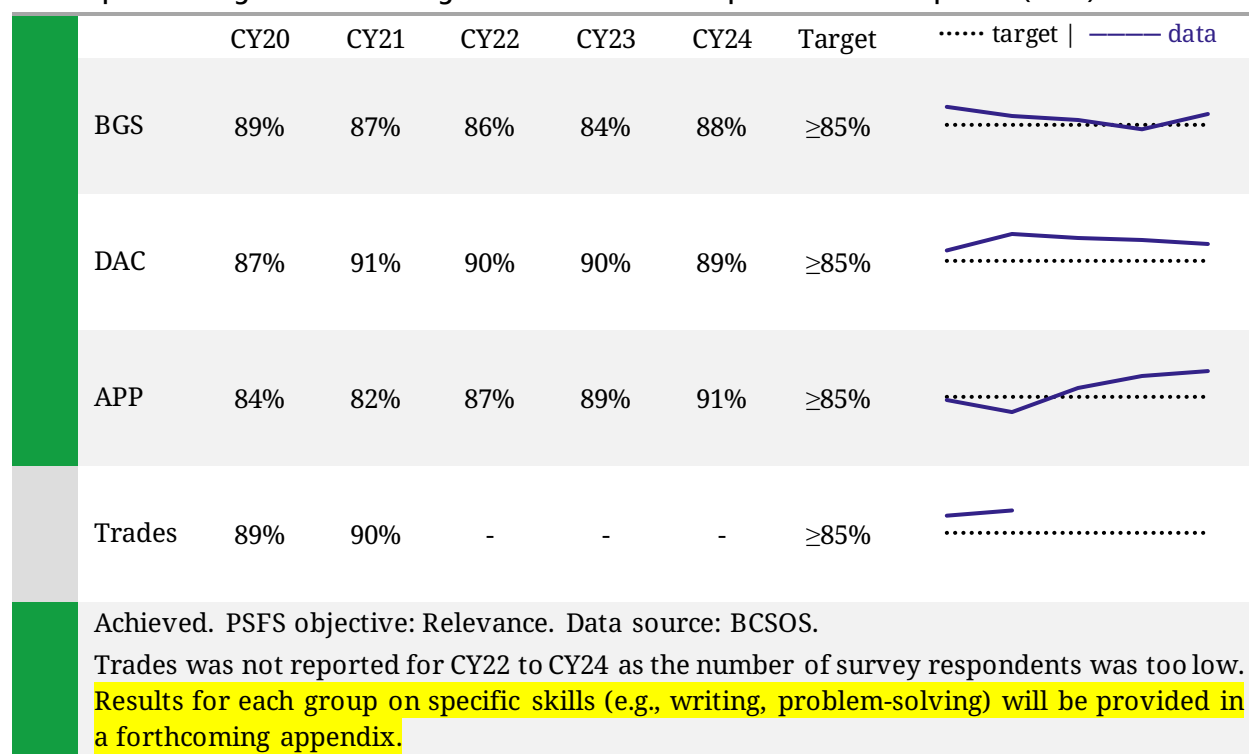 CY20 CY21 CY22 CY23 CY24 Target ······ target | ——— data
BGS 89% 87% 86% 84% 88% ≥85%
DAC 87% 91% 90% 90% 89% ≥85%
APP 84% 82% 87% 89% 91% ≥85%
Trades 89% 90% - - - ≥85%
Achieved. PSFS objective: Relevance. Data source: BCSOS.
Trades was not reported for CY22 to CY24 as the number of survey respondents was too low.
Results for each group on specific skills (e.g., writing, problem-solving) will be provided in
a forthcoming appendix.